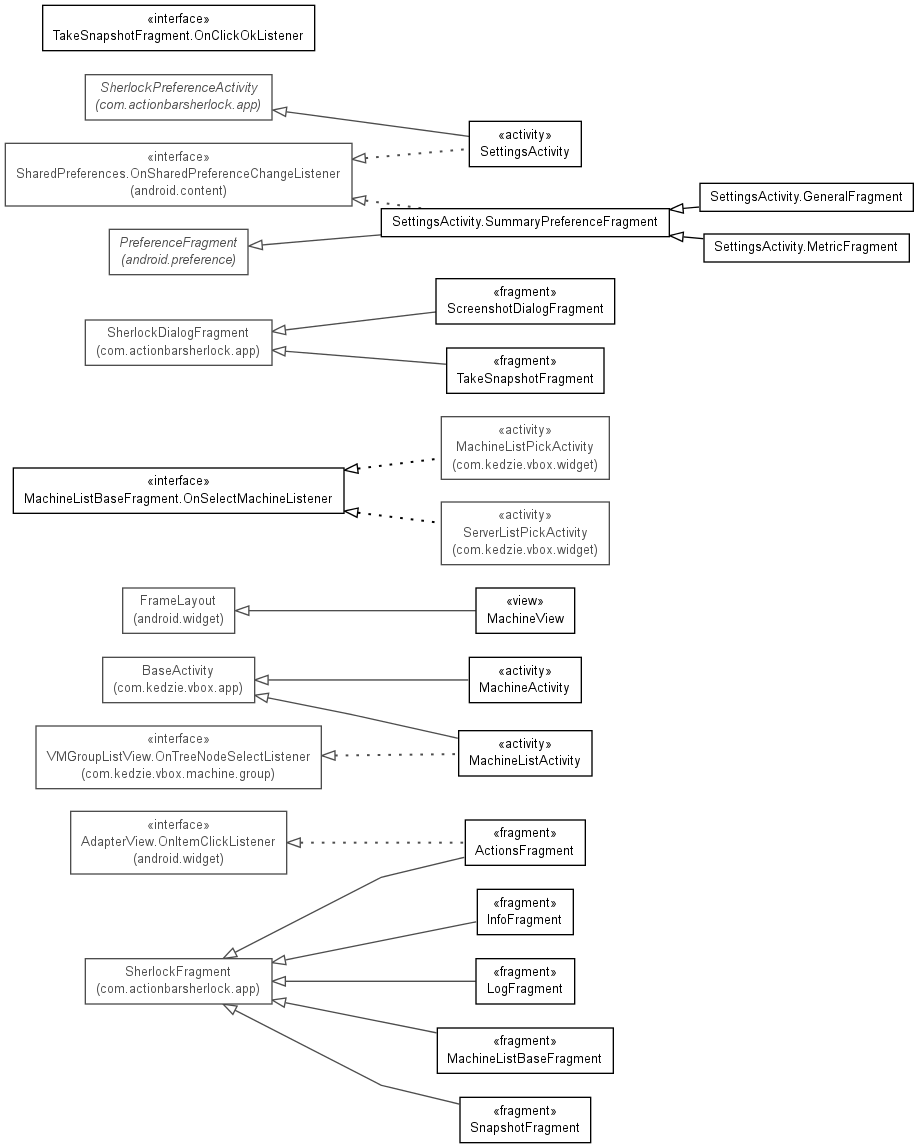 «interface»
TakeSnapshotFragment.OnClickOkListener
SherlockPreferenceActivity
(com.actionbarsherlock.app)
«activity»
SettingsActivity
«interface»
SharedPreferences.OnSharedPreferenceChangeListener
(android.content)
SettingsActivity.GeneralFragment
SettingsActivity.SummaryPreferenceFragment
PreferenceFragment
(android.preference)
SettingsActivity.MetricFragment
«fragment»
ScreenshotDialogFragment
SherlockDialogFragment
(com.actionbarsherlock.app)
«fragment»
TakeSnapshotFragment
«activity»
MachineListPickActivity
(com.kedzie.vbox.widget)
«interface»
MachineListBaseFragment.OnSelectMachineListener
«activity»
ServerListPickActivity
(com.kedzie.vbox.widget)
FrameLayout
(android.widget)
«view»
MachineView
BaseActivity
(com.kedzie.vbox.app)
«activity»
MachineActivity
«interface»
VMGroupListView.OnTreeNodeSelectListener
(com.kedzie.vbox.machine.group)
«activity»
MachineListActivity
«interface»
AdapterView.OnItemClickListener
(android.widget)
«fragment»
ActionsFragment
«fragment»
InfoFragment
SherlockFragment
(com.actionbarsherlock.app)
«fragment»
LogFragment
«fragment»
MachineListBaseFragment
«fragment»
SnapshotFragment